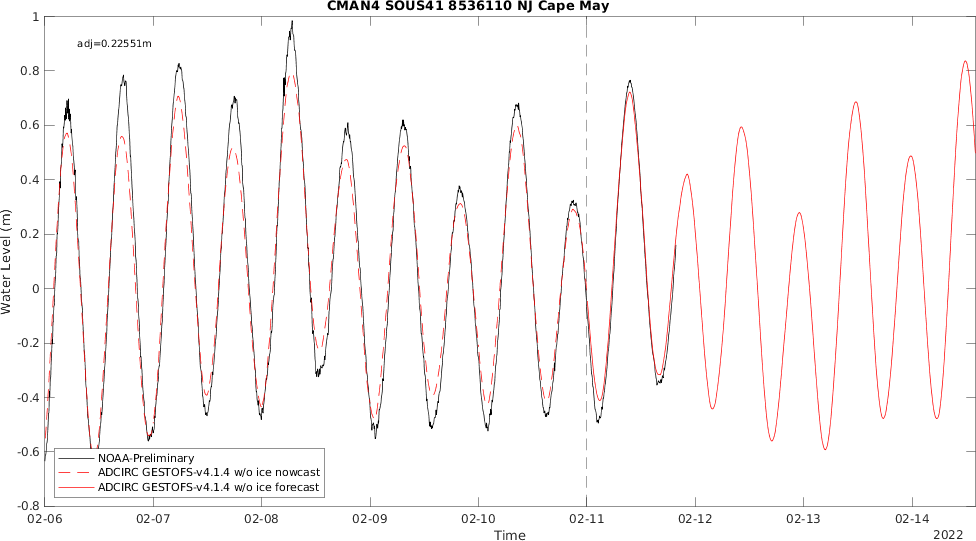 CMAN4 SOUS41 8536110 NJ Cape May
adj=0.22551m
1
0.8
0.6
0.4
0.2
0
-0.2
-0.4
-0.6
-0.8
Water Level (m)
NOAA-Preliminary
ADCIRC GESTOFS-v4.1.4 w/o ice nowcast
ADCIRC GESTOFS-v4.1.4 w/o ice forecast
02-06 02-07 02-08 02-09 02-10 02-11 02-12 02-13 02-14
Time
2022